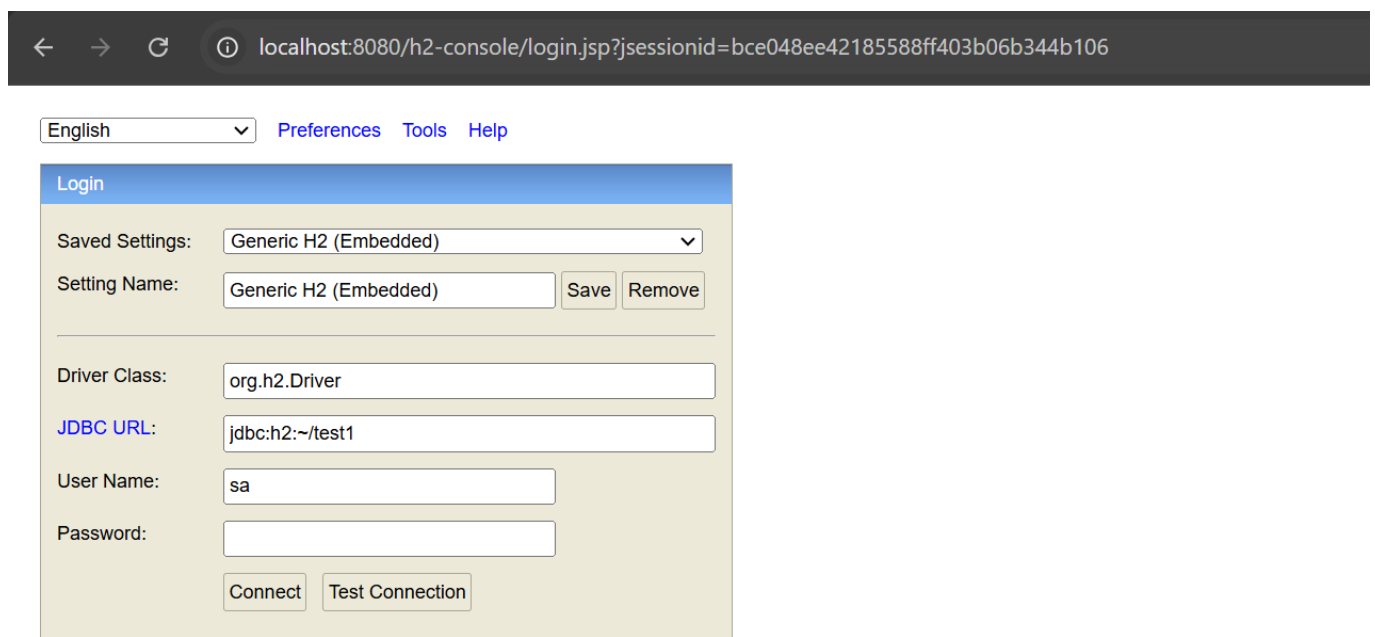 localhost:8080/h2-console/login.jsp?jsessionid=bce048ee42185588ff403b06b344b106
English Preferences Tools Help
Login
Saved Settings: Generic H2 (Embedded)
Setting Name: Generic H2 (Embedded) Save Remove
Driver Class: org.h2.Driver
JDBC URL: jdbc:h2:~/test1
User Name: sa
Password:
Connect Test Connection